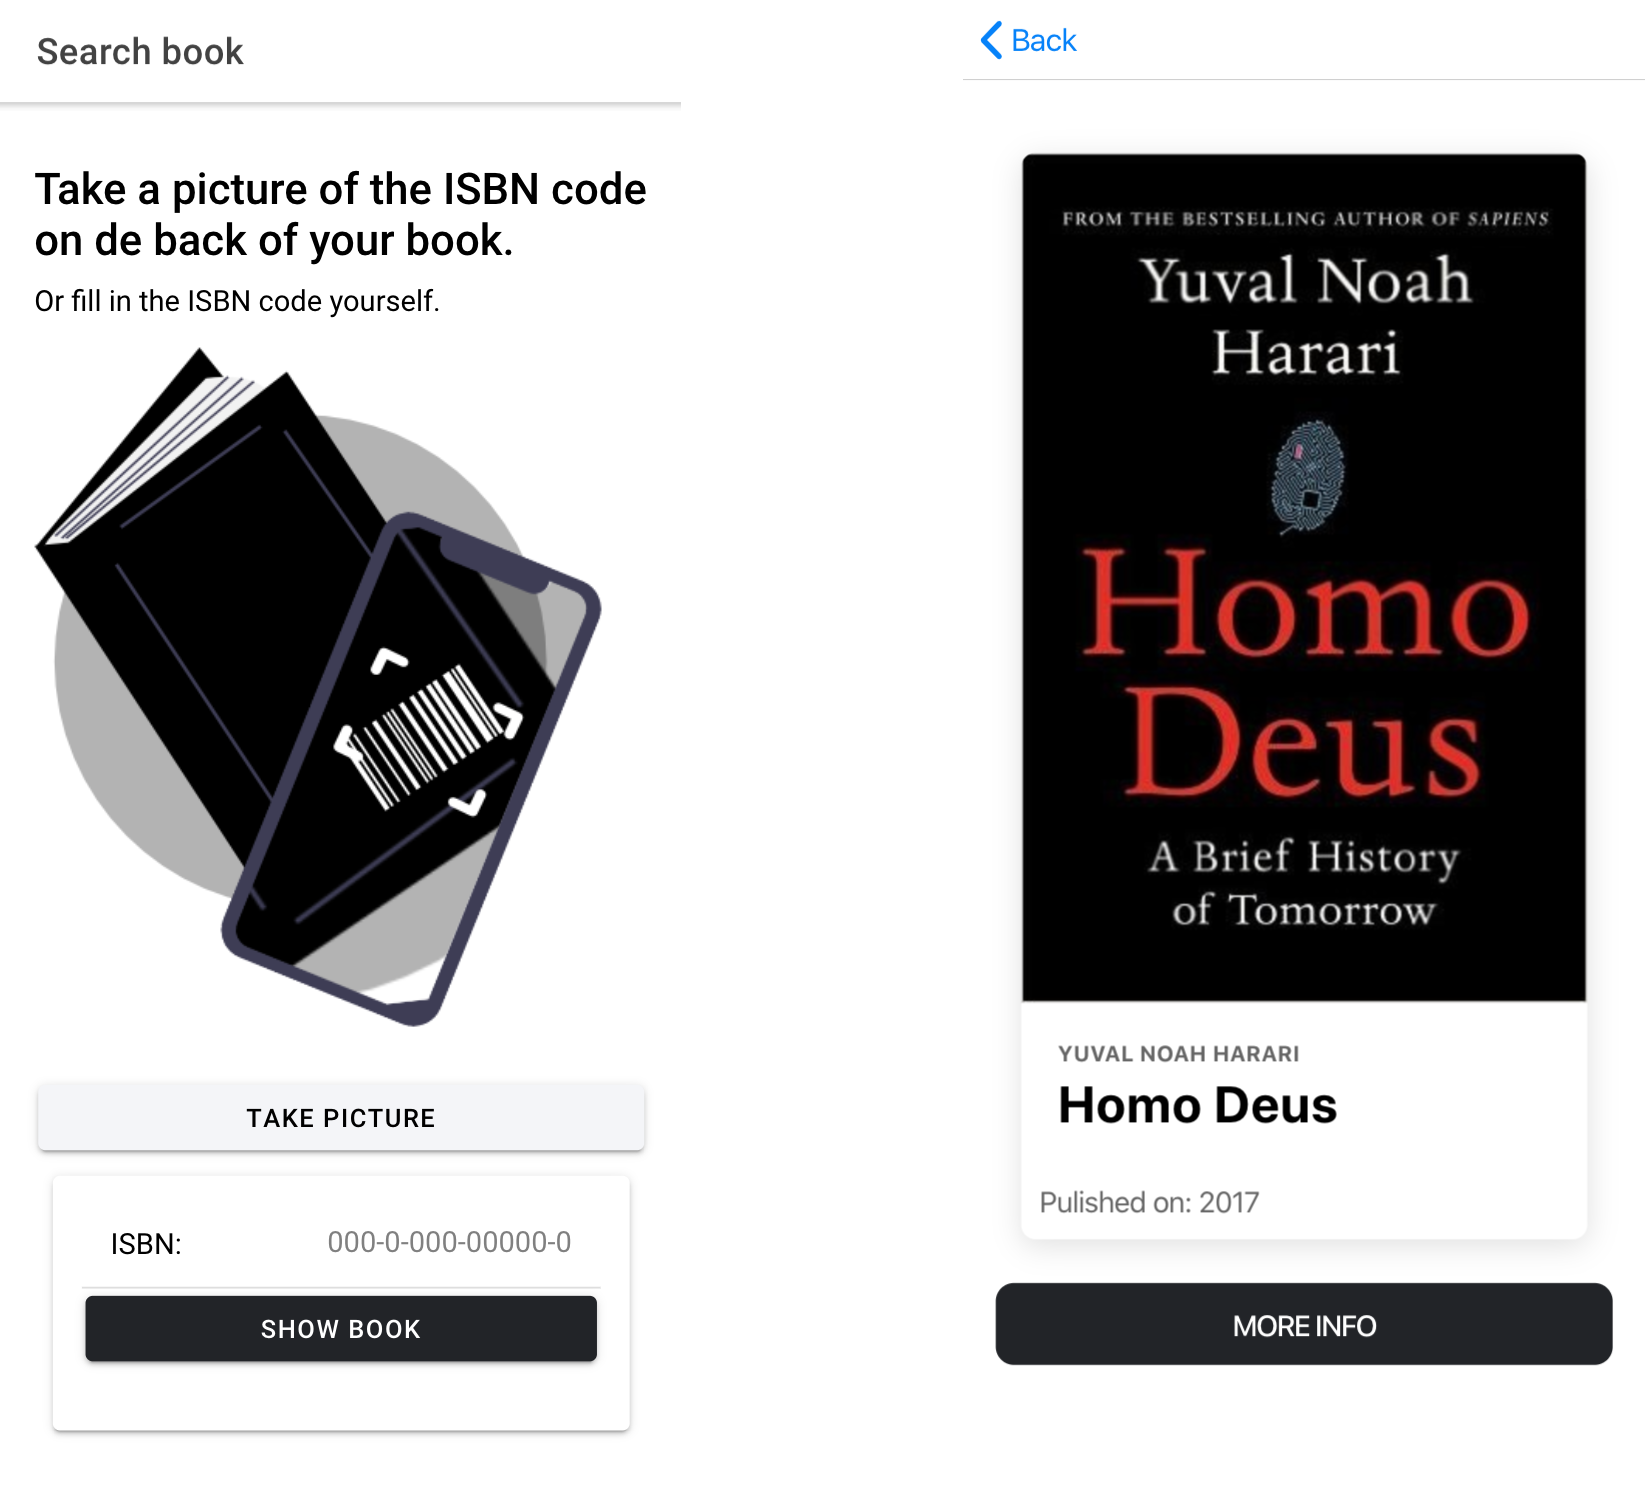 Search book
Take a picture of the ISBN code
on de back of your book.
Or fill in the ISBN code yourself.
TAKE PICTURE
ISBN: 000-0-000-00000-0
SHOW BOOK
Back
FROM THE BESTSELLING AUTHOR OF SAPIENS
Yuval Noah
Harari
Homo
Deus
A Brief History
of Tomorrow
YUVAL NOAH HARARI
Homo Deus
Pulished on: 2017
MORE INFO